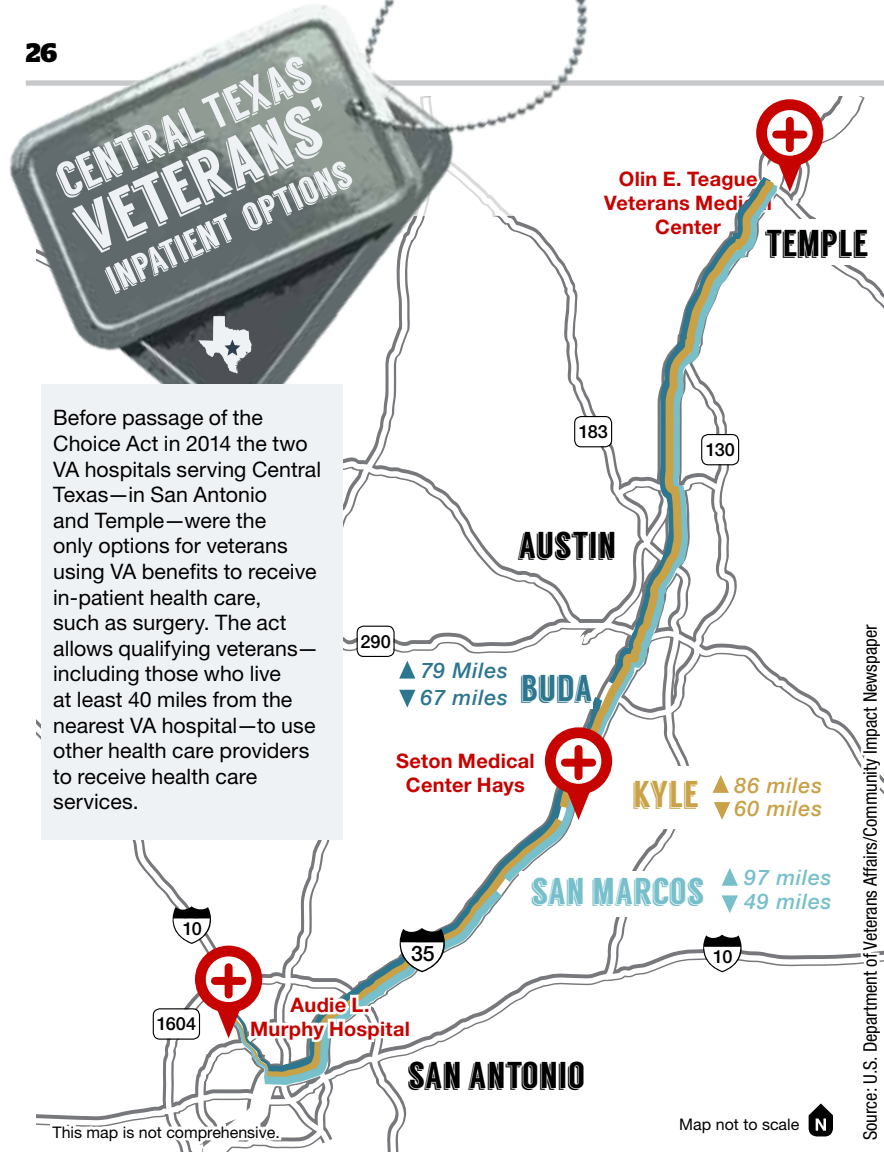 26
CENTRAL TEXAS
VETERANS'
INPATIENT OPTIONS
Before passage of the
Choice Act in 2014 the two
VA hospitals serving Central
Texas—in San Antonio
and Temple—were the
only options for veterans
using VA benefits to receive
in-patient health care,
such as surgery. The act
allows qualifying veterans—
including those who live
at least 40 miles from the
nearest VA hospital—to use
other health care providers
to receive health care
services.
Olin E. Teague
Veterans Medical
Center
TEMPLE
183
130
AUSTIN
290
▲ 79 Miles
▼ 67 miles
BUDA
Seton Medical
Center Hays
KYLE
▲ 86 miles
▼ 60 miles
SAN MARCOS
▲ 97 miles
▼ 49 miles
10
35
10
1604
Audie L.
Murphy Hospital
SAN ANTONIO
This map is not comprehensive.
Map not to scale
N
Source: U.S. Department of Veterans Affairs/Community Impact Newspaper